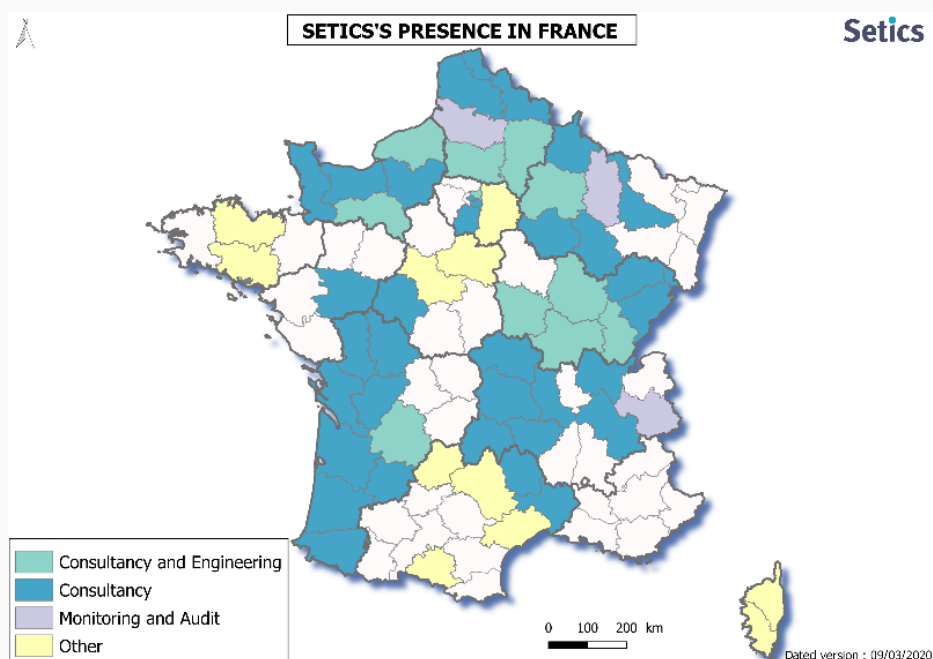 SETICS'S PRESENCE IN FRANCE
Setics
Consultancy and Engineering
Consultancy
Monitoring and Audit
Other
0 100 200 km
Dated version : 09/03/2020